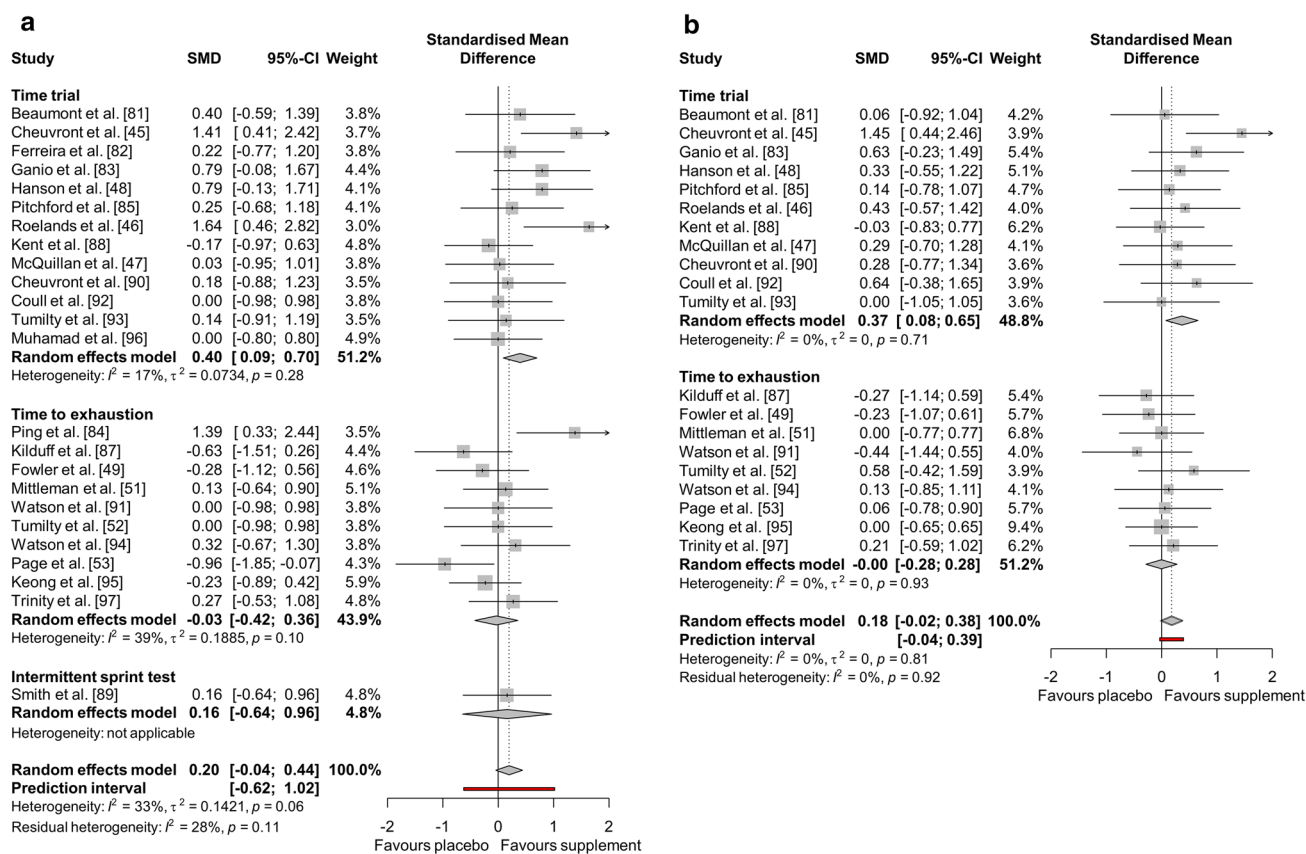 a
Standardised Mean
Study SMD 95%-CI Weight Difference
Time trial
Beaumont et al. [81] 0.40 [-0.59; 1.39] 3.8%
Cheuvront et al. [45] 1.41 [ 0.41; 2.42] 3.7%
Ferreira et al. [82] 0.22 [-0.77; 1.20] 3.8%
Ganio et al. [83] 0.79 [-0.08; 1.67] 4.4%
Hanson et al. [48] 0.79 [-0.13; 1.71] 4.1%
Pitchford et al. [85] 0.25 [-0.68; 1.18] 4.1%
Roelands et al. [46] 1.64 [ 0.46; 2.82] 3.0%
Kent et al. [88] -0.17 [-0.97; 0.63] 4.8%
McQuillan et al. [47] 0.03 [-0.95; 1.01] 3.8%
Cheuvront et al. [90] 0.18 [-0.88; 1.23] 3.5%
Coull et al. [92] 0.00 [-0.98; 0.98] 3.8%
Tumilty et al. [93] 0.14 [-0.91; 1.19] 3.5%
Muhamad et al. [96] 0.00 [-0.80; 0.80] 4.9%
Random effects model 0.40 [ 0.09; 0.70] 51.2%
Heterogeneity: I² = 17%, τ² = 0.0734, p = 0.28
Time to exhaustion
Ping et al. [84] 1.39 [ 0.33; 2.44] 3.5%
Kilduff et al. [87] -0.63 [-1.51; 0.26] 4.4%
Fowler et al. [49] -0.28 [-1.12; 0.56] 4.6%
Mittleman et al. [51] 0.13 [-0.64; 0.90] 5.1%
Watson et al. [91] 0.00 [-0.98; 0.98] 3.8%
Tumilty et al. [52] 0.00 [-0.98; 0.98] 3.8%
Watson et al. [94] 0.32 [-0.67; 1.30] 3.8%
Page et al. [53] -0.96 [-1.85; -0.07] 4.3%
Keong et al. [95] -0.23 [-0.89; 0.42] 5.9%
Trinity et al. [97] 0.27 [-0.53; 1.08] 4.8%
Random effects model -0.03 [-0.42; 0.36] 43.9%
Heterogeneity: I² = 39%, τ² = 0.1885, p = 0.10
Intermittent sprint test
Smith et al. [89] 0.16 [-0.64; 0.96] 4.8%
Random effects model 0.16 [-0.64; 0.96] 4.8%
Heterogeneity: not applicable
Random effects model 0.20 [-0.04; 0.44] 100.0%
Prediction interval [-0.62; 1.02]
Heterogeneity: I² = 33%, τ² = 0.1421, p = 0.06
Residual heterogeneity: I² = 28%, p = 0.11
-2 -1 0 1 2
Favours placebo Favours supplement
b
Standardised Mean
Study SMD 95%-CI Weight Difference
Time trial
Beaumont et al. [81] 0.06 [-0.92; 1.04] 4.2%
Cheuvront et al. [45] 1.45 [ 0.44; 2.46] 3.9%
Ganio et al. [83] 0.63 [-0.23; 1.49] 5.4%
Hanson et al. [48] 0.33 [-0.55; 1.22] 5.1%
Pitchford et al. [85] 0.14 [-0.78; 1.07] 4.7%
Roelands et al. [46] 0.43 [-0.57; 1.42] 4.0%
Kent et al. [88] -0.03 [-0.83; 0.77] 6.2%
McQuillan et al. [47] 0.29 [-0.70; 1.28] 4.1%
Cheuvront et al. [90] 0.28 [-0.77; 1.34] 3.6%
Coull et al. [92] 0.64 [-0.38; 1.65] 3.9%
Tumilty et al. [93] 0.00 [-1.05; 1.05] 3.6%
Random effects model 0.37 [ 0.08; 0.65] 48.8%
Heterogeneity: I² = 0%, τ² = 0, p = 0.71
Time to exhaustion
Kilduff et al. [87] -0.27 [-1.14; 0.59] 5.4%
Fowler et al. [49] -0.23 [-1.07; 0.61] 5.7%
Mittleman et al. [51] 0.00 [-0.77; 0.77] 6.8%
Watson et al. [91] -0.44 [-1.44; 0.55] 4.0%
Tumilty et al. [52] 0.58 [-0.42; 1.59] 3.9%
Watson et al. [94] 0.13 [-0.85; 1.11] 4.1%
Page et al. [53] 0.06 [-0.78; 0.90] 5.7%
Keong et al. [95] 0.00 [-0.65; 0.65] 9.4%
Trinity et al. [97] 0.21 [-0.59; 1.02] 6.2%
Random effects model -0.00 [-0.28; 0.28] 51.2%
Heterogeneity: I² = 0%, τ² = 0, p = 0.93
Random effects model 0.18 [-0.02; 0.38] 100.0%
Prediction interval [-0.04; 0.39]
Heterogeneity: I² = 0%, τ² = 0, p = 0.81
Residual heterogeneity: I² = 0%, p = 0.92
-2 -1 0 1 2
Favours placebo Favours supplement